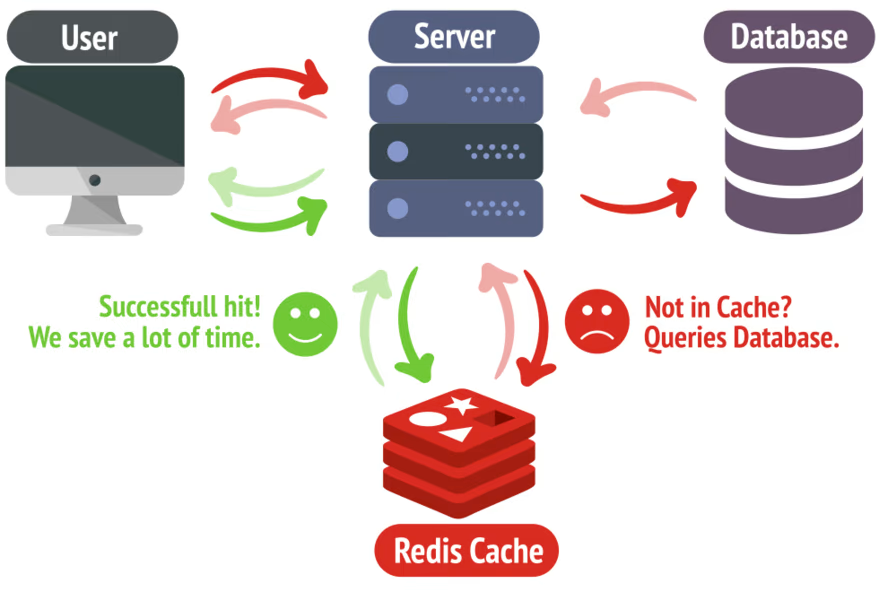 User
Server
Database
Successfull hit!
We save a lot of time.
Not in Cache?
Queries Database.
Redis Cache